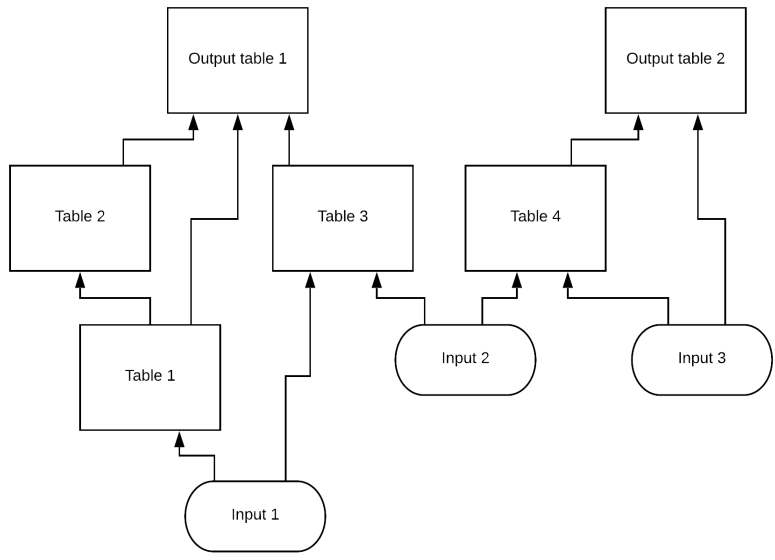 Output table 1
Output table 2
Table 2
Table 3
Table 4
Table 1
Input 2
Input 3
Input 1